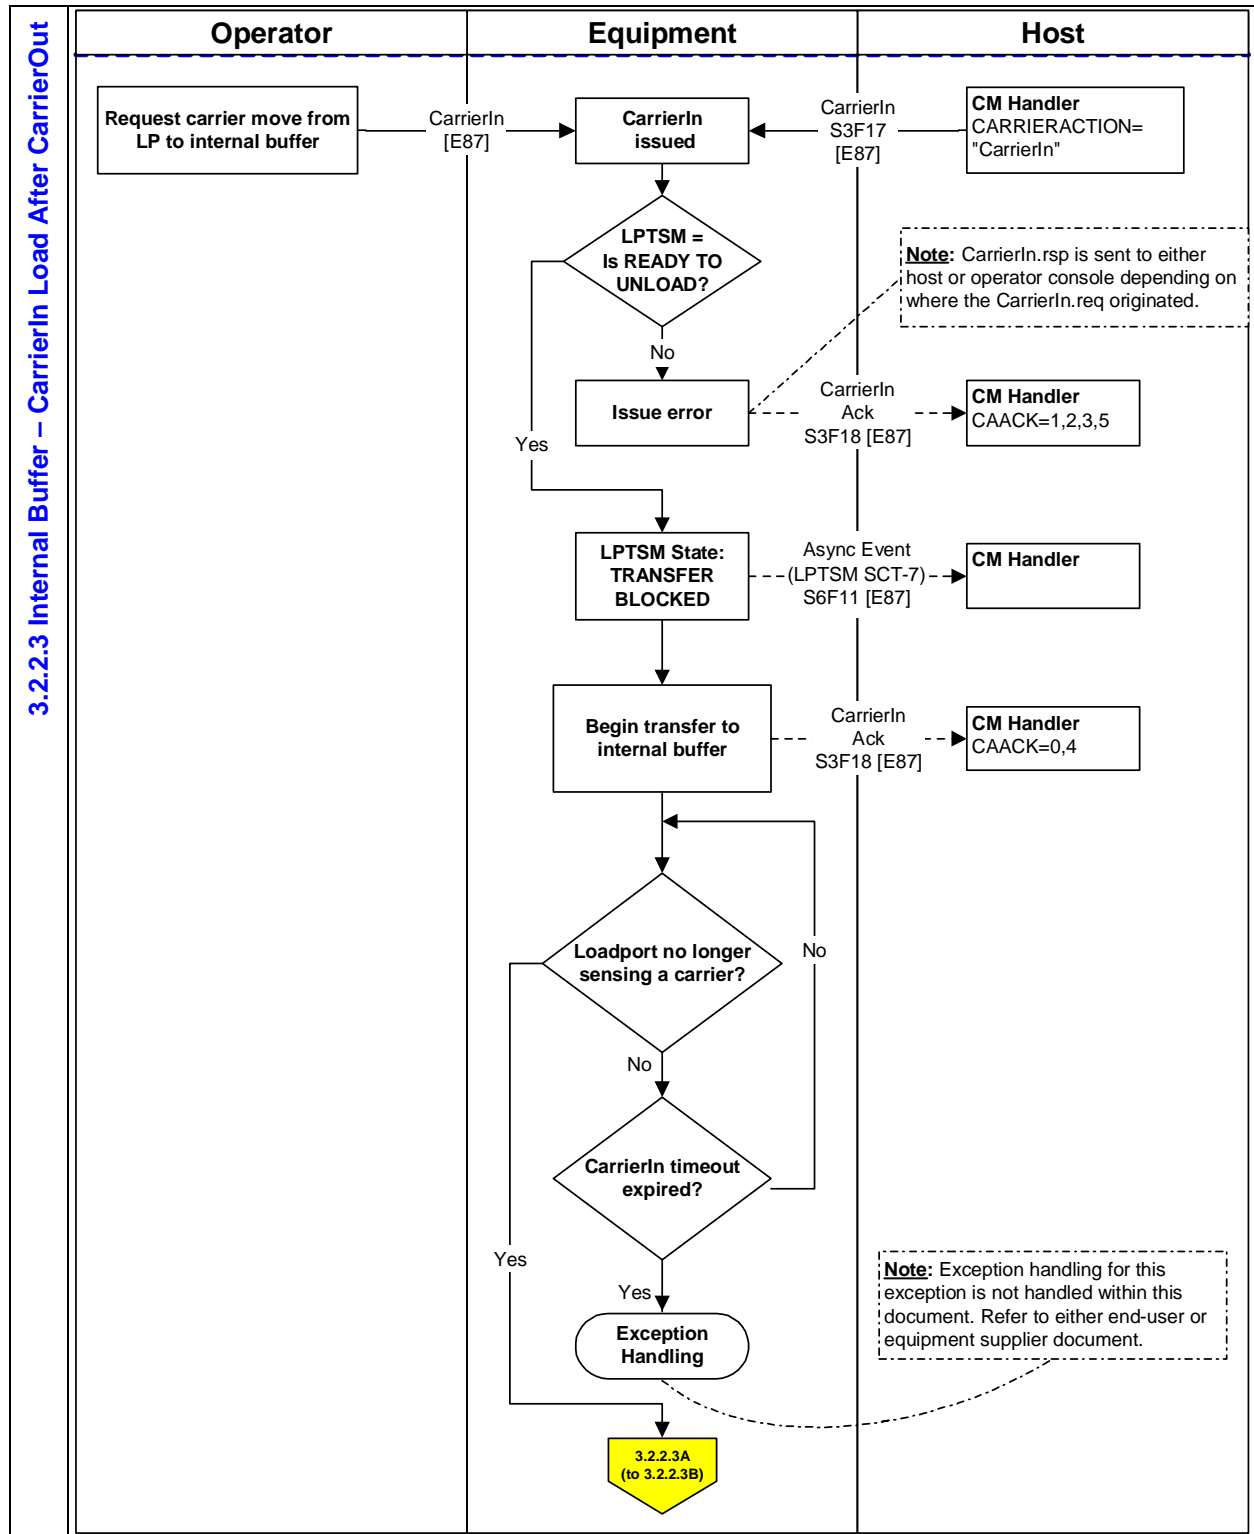 3.2.2.3 Internal Buffer – CarrierIn Load After CarrierOut
Operator
Equipment
Host
Request carrier move from
LP to internal buffer
CarrierIn
[E87]
CarrierIn
issued
CarrierIn
S3F17
[E87]
CM Handler
CARRIERACTION=
"CarrierIn"
LPTSM =
Is READY TO
UNLOAD?
Note: CarrierIn.rsp is sent to either
host or operator console depending on
where the CarrierIn.req originated.
No
Yes
Issue error
CarrierIn
Ack
S3F18 [E87]
CM Handler
CAACK=1,2,3,5
LPTSM State:
TRANSFER
BLOCKED
Async Event
(LPTSM SCT-7)
S6F11 [E87]
CM Handler
Begin transfer to
internal buffer
CarrierIn
Ack
S3F18 [E87]
CM Handler
CAACK=0,4
Loadport no longer
sensing a carrier?
No
No
CarrierIn timeout
expired?
Yes
Yes
Exception
Handling
Note: Exception handling for this
exception is not handled within this
document. Refer to either end-user or
equipment supplier document.
3.2.2.3A
(to 3.2.2.3B)